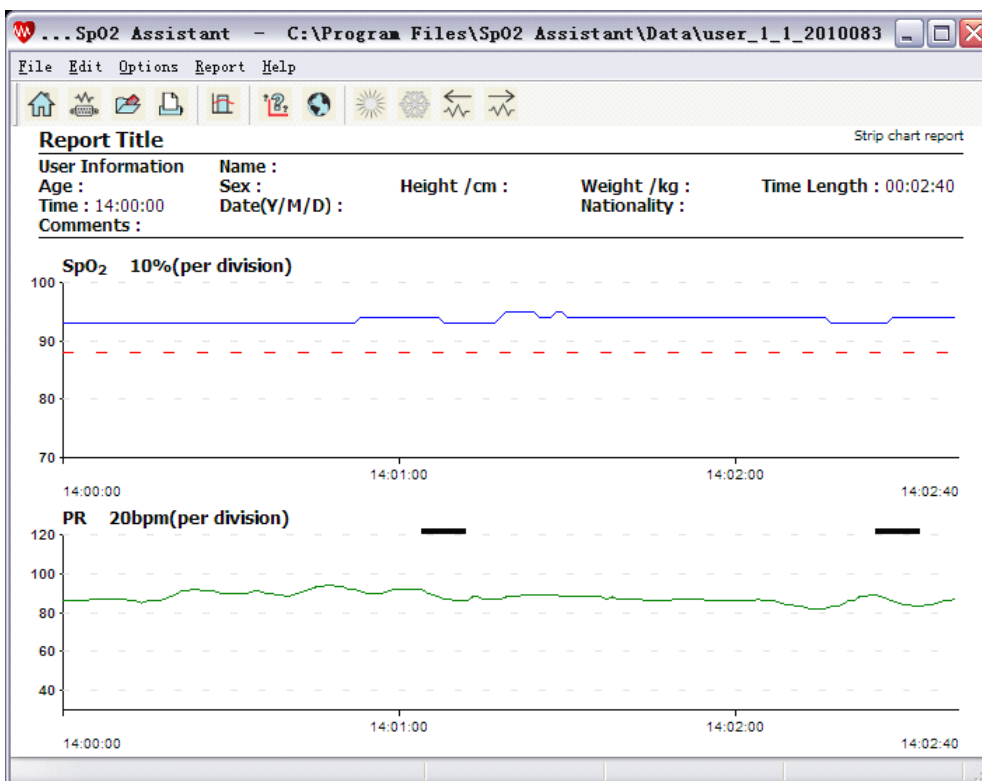 ...SpO2 Assistant - C:\Program Files\SpO2 Assistant\Data\user_1_1_2010083
File Edit Options Report Help
Report Title Strip chart report
User Information Name :
Age : Sex : Height /cm : Weight /kg : Time Length : 00:02:40
Time : 14:00:00 Date(Y/M/D) : Nationality :
Comments :
SpO₂ 10%(per division)
100
90
80
70
14:01:00 14:02:00
14:00:00 14:02:40
PR 20bpm(per division)
120
100
80
60
40
14:01:00 14:02:00
14:00:00 14:02:40